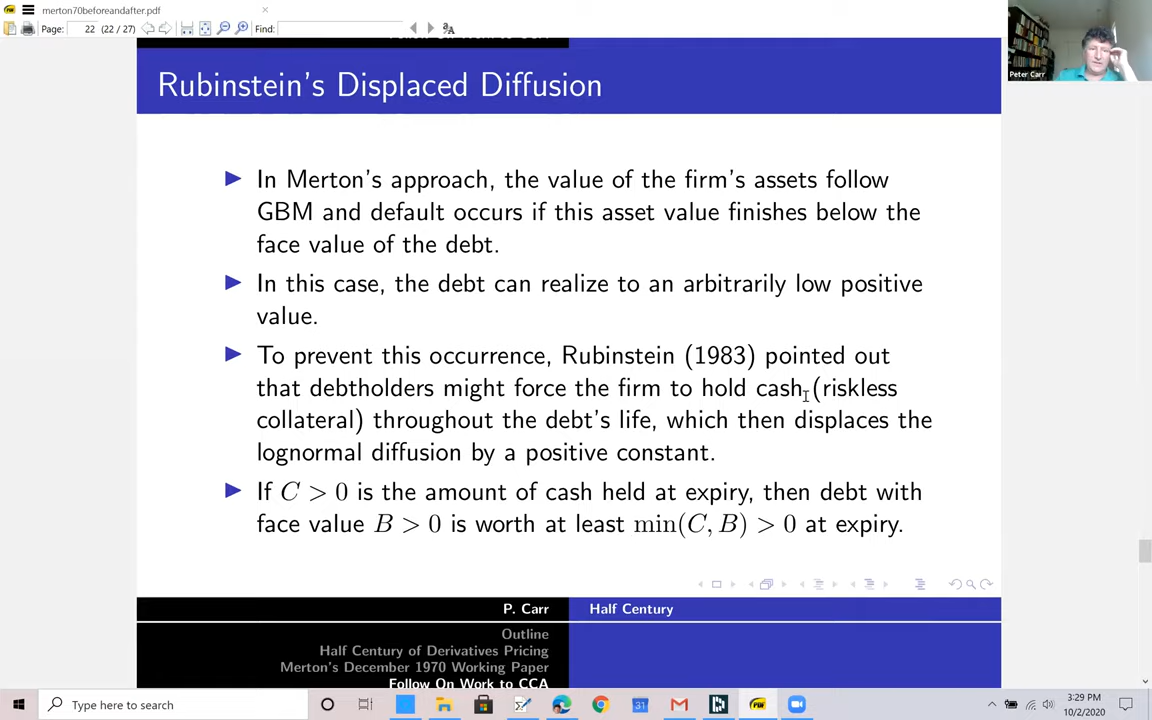 merton70beforeandafter.pdf
Page: 22 (22 / 27) Find:
Peter Carr
Rubinstein's Displaced Diffusion
In Merton's approach, the value of the firm's assets follow
GBM and default occurs if this asset value finishes below the
face value of the debt.
In this case, the debt can realize to an arbitrarily low positive
value.
To prevent this occurrence, Rubinstein (1983) pointed out
that debtholders might force the firm to hold cash (riskless
collateral) throughout the debt's life, which then displaces the
lognormal diffusion by a positive constant.
If C > 0 is the amount of cash held at expiry, then debt with
face value B > 0 is worth at least min(C, B) > 0 at expiry.
P. Carr Half Century
Outline
Half Century of Derivatives Pricing
Merton's December 1970 Working Paper
Follow On Work to CCA
Type here to search
3:29 PM
10/2/2020